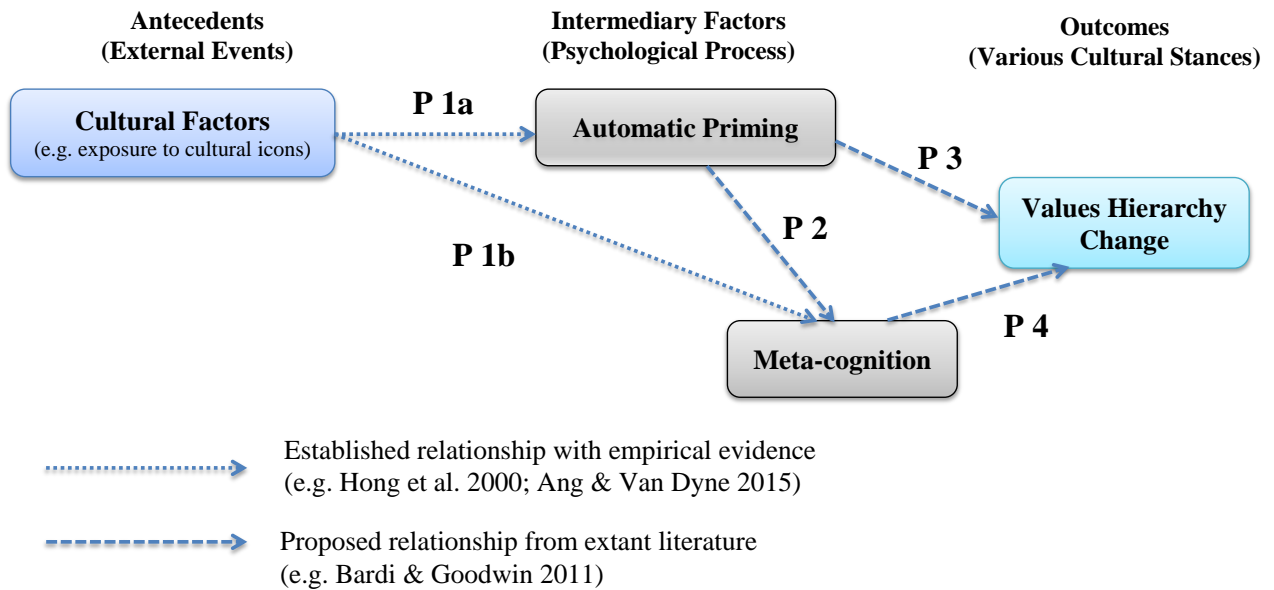 Antecedents
(External Events)
Intermediary Factors
(Psychological Process)
Outcomes
(Various Cultural Stances)
Cultural Factors
(e.g. exposure to cultural icons)
P 1a
Automatic Priming
P 3
Values Hierarchy
Change
P 2
P 1b
P 4
Meta-cognition
Established relationship with empirical evidence
(e.g. Hong et al. 2000; Ang & Van Dyne 2015)
Proposed relationship from extant literature
(e.g. Bardi & Goodwin 2011)